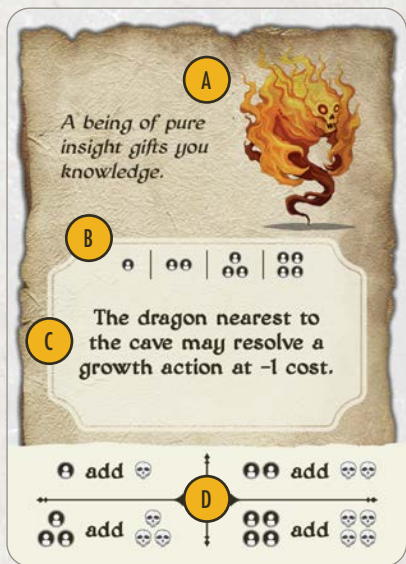 A
A being of pure
insight gifts you
knowledge.
B
C
The dragon nearest to
the cave may resolve a
growth action at -1 cost.
add
add
D
add
add